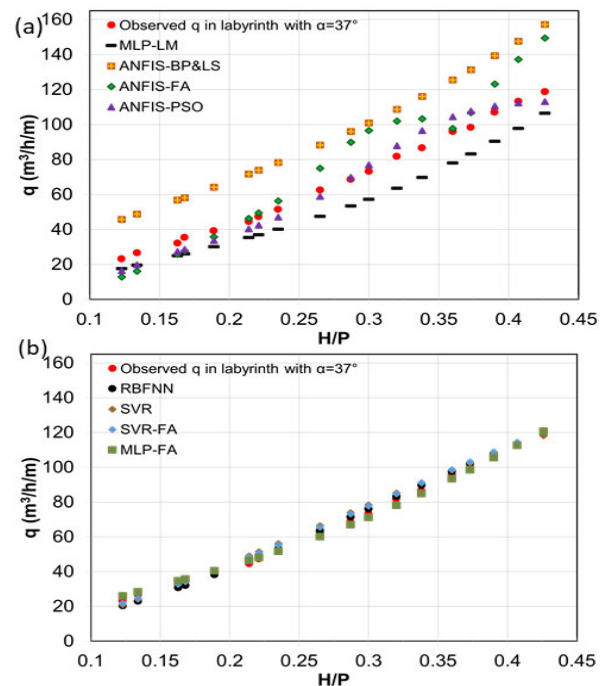 (a)
160
140
120
100
80
60
40
20
0
q (m³/h/m)
Observed q in labyrinth with α=37°
MLP-LM
ANFIS-BP&LS
ANFIS-FA
ANFIS-PSO
0.1 0.15 0.2 0.25 0.3 0.35 0.4 0.45
H/P
(b)
160
140
120
100
80
60
40
20
0
q (m³/h/m)
Observed q in labyrinth with α=37°
RBFNN
SVR
SVR-FA
MLP-FA
0.1 0.15 0.2 0.25 0.3 0.35 0.4 0.45
H/P